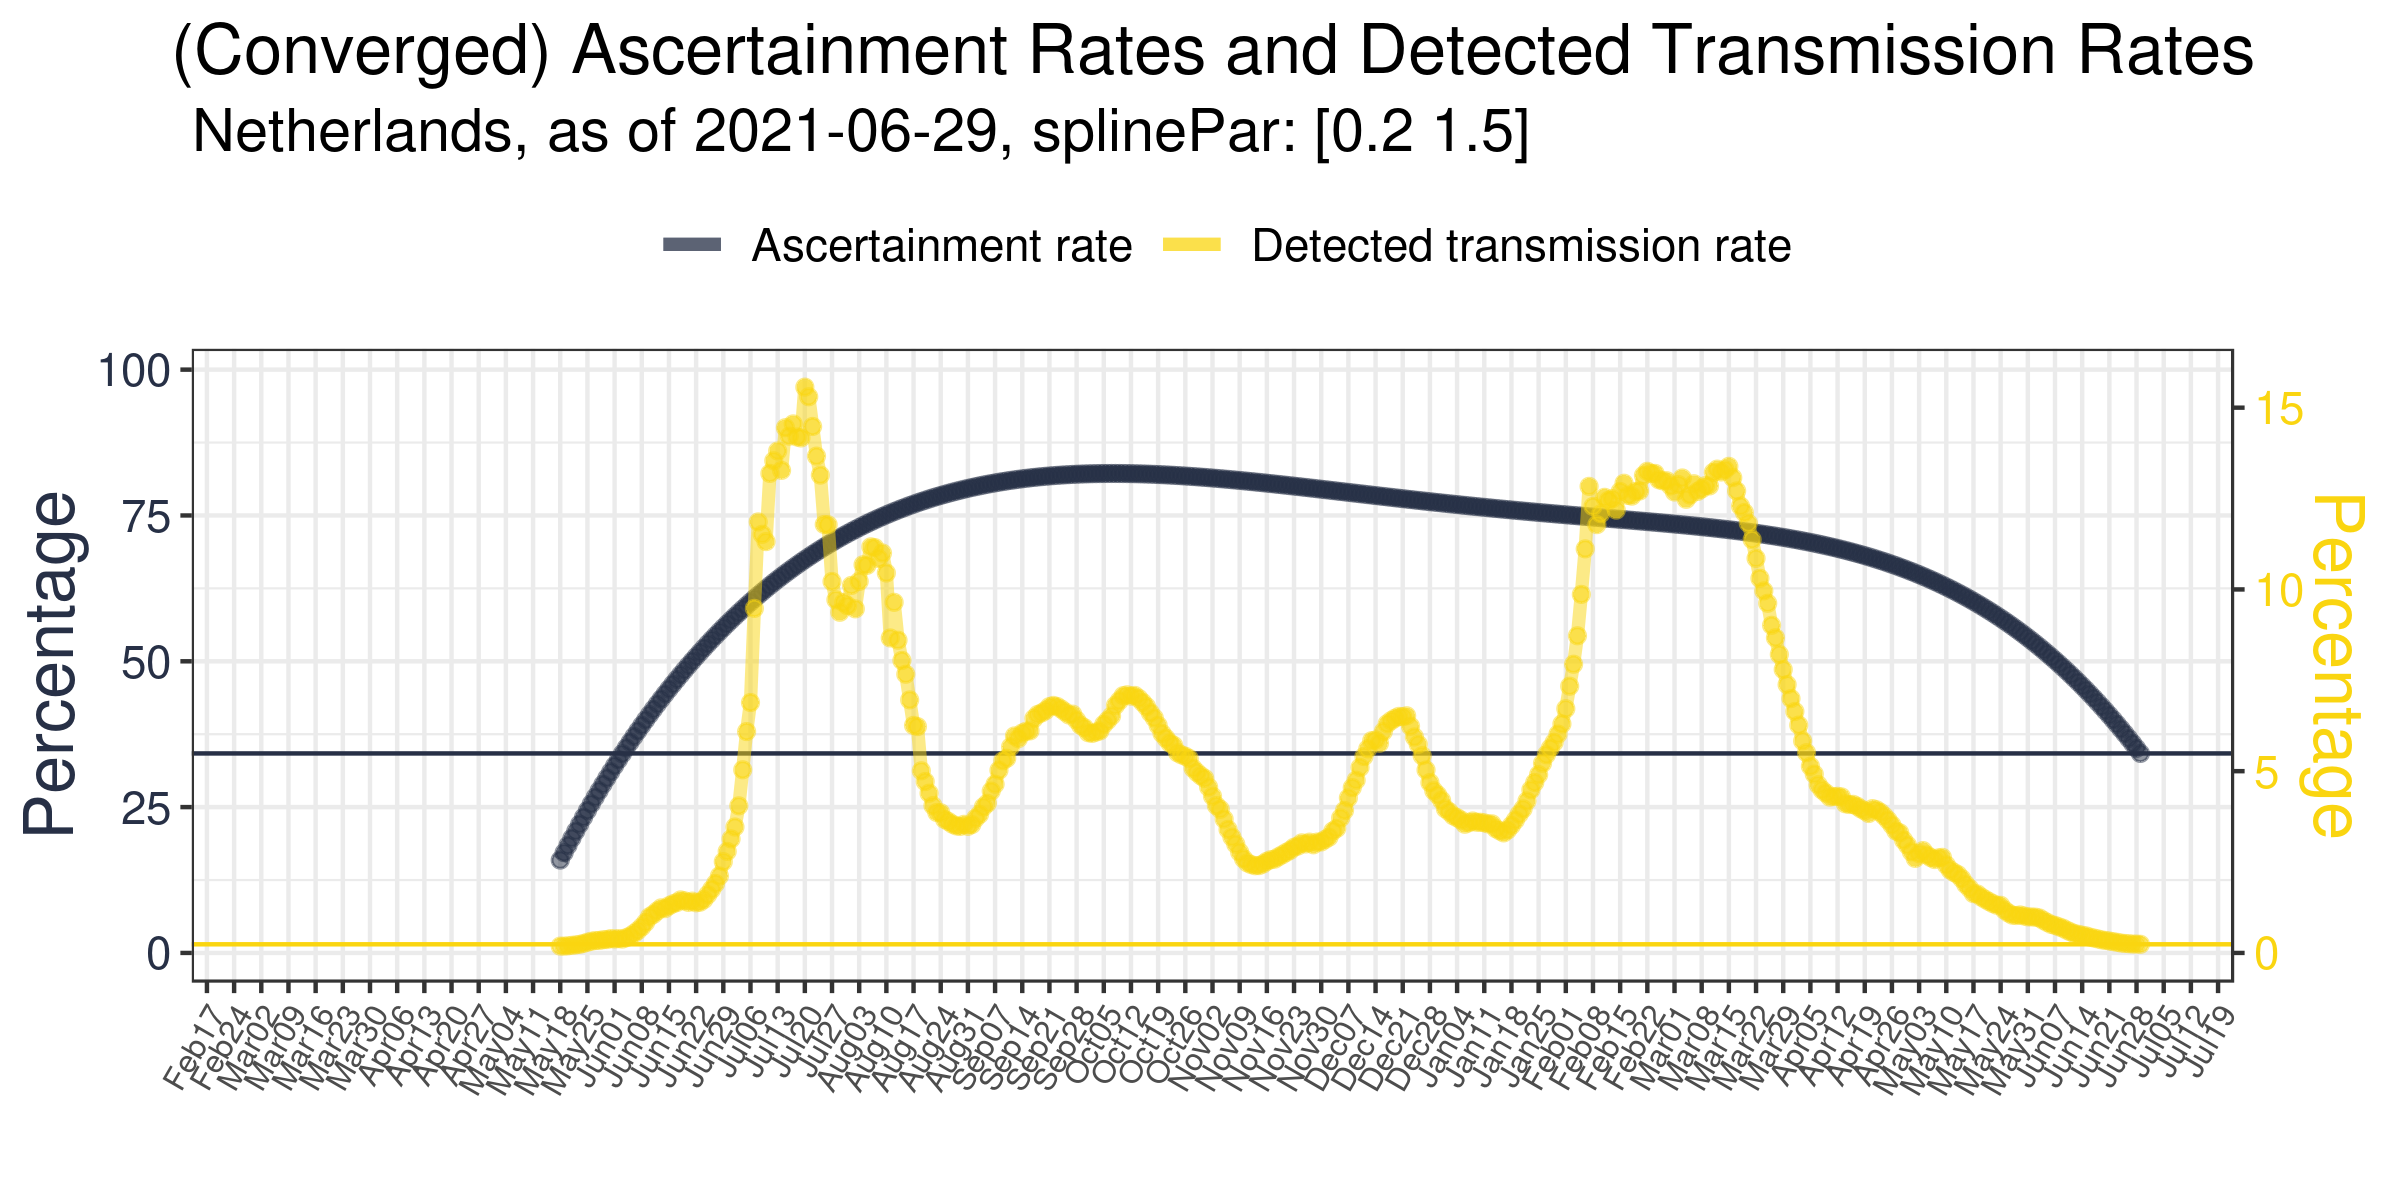 (Converged) Ascertainment Rates and Detected Transmission Rates
Netherlands, as of 2021-06-29, splinePar: [0.2 1.5]
Ascertainment rate
Detected transmission rate
Percentage
100
75
50
25
0
15
10
5
0
Percentage
Feb17
Feb24
Mar02
Mar09
Mar16
Mar23
Mar30
Apr06
Apr13
Apr20
Apr27
May04
May11
May18
May25
Jun01
Jun08
Jun15
Jun22
Jun29
Jul06
Jul13
Jul20
Jul27
Aug03
Aug10
Aug17
Aug24
Aug31
Sep07
Sep14
Sep21
Sep28
Oct05
Oct12
Oct19
Oct26
Nov02
Nov09
Nov16
Nov23
Nov30
Dec07
Dec14
Dec21
Dec28
Jan04
Jan11
Jan18
Jan25
Feb01
Feb08
Feb15
Feb22
Mar01
Mar08
Mar15
Mar22
Mar29
Apr05
Apr12
Apr19
Apr26
May03
May10
May17
May24
May31
Jun07
Jun14
Jun21
Jun28
Jul05
Jul12
Jul19